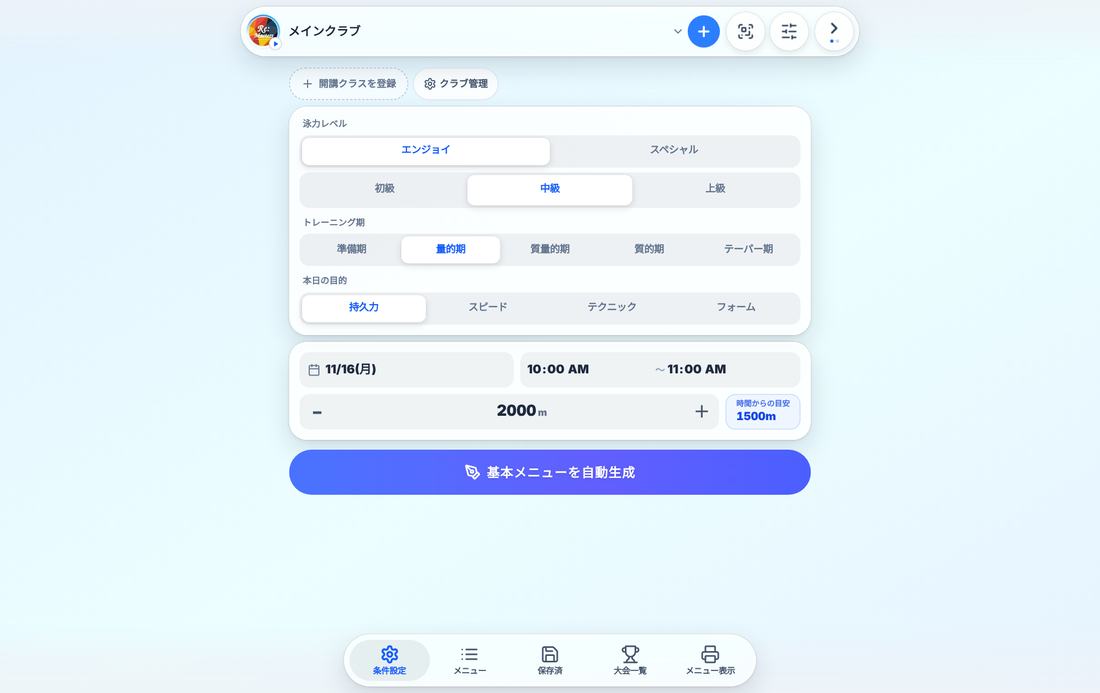 メインクラブ
開講クラスを登録
クラブ管理
泳力レベル
エンジョイ スペシャル
初級 中級 上級
トレーニング期
準備期 量的期 質量的期 質的期 テーパー期
本日の目的
持久力 スピード テクニック フォーム
11/16(月) 10:00 AM ～ 11:00 AM
− 2000 m +
時間からの目安
1500m
基本メニューを自動生成
条件設定 メニュー 保存済 大会一覧 メニュー表示